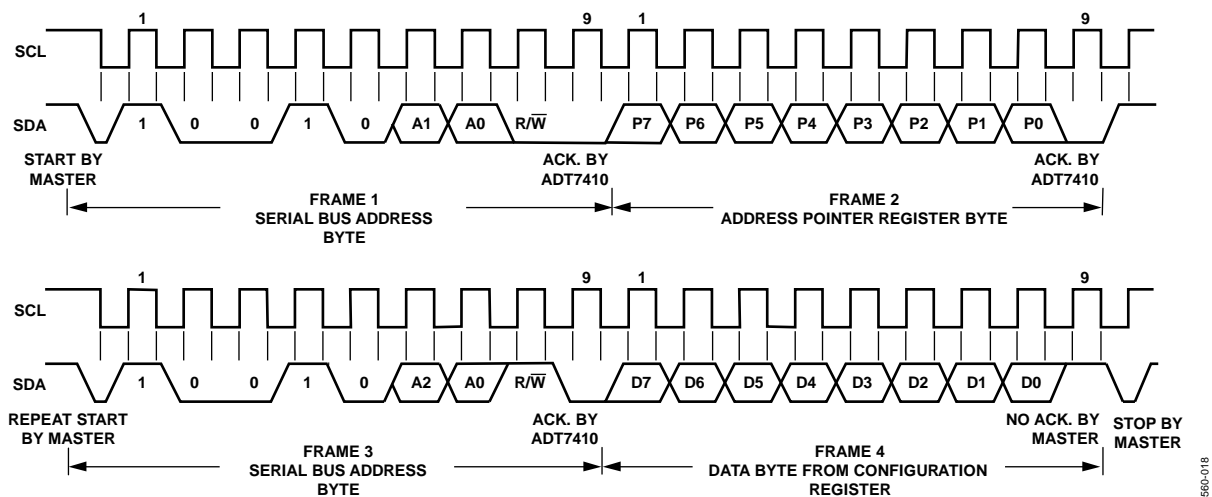 1 9 1 9
SCL
SDA 1 0 0 1 0 A1 A0 R/W̅ P7 P6 P5 P4 P3 P2 P1 P0
START BY
MASTER
ACK. BY
ADT7410
ACK. BY
ADT7410
FRAME 1
SERIAL BUS ADDRESS
BYTE
FRAME 2
ADDRESS POINTER REGISTER BYTE
1 9 1 9
SCL
SDA 1 0 0 1 0 A2 A0 R/W̅ D7 D6 D5 D4 D3 D2 D1 D0
REPEAT START
BY MASTER
ACK. BY
ADT7410
NO ACK. BY
MASTER
STOP BY
MASTER
FRAME 3
SERIAL BUS ADDRESS
BYTE
FRAME 4
DATA BYTE FROM CONFIGURATION
REGISTER
560-018